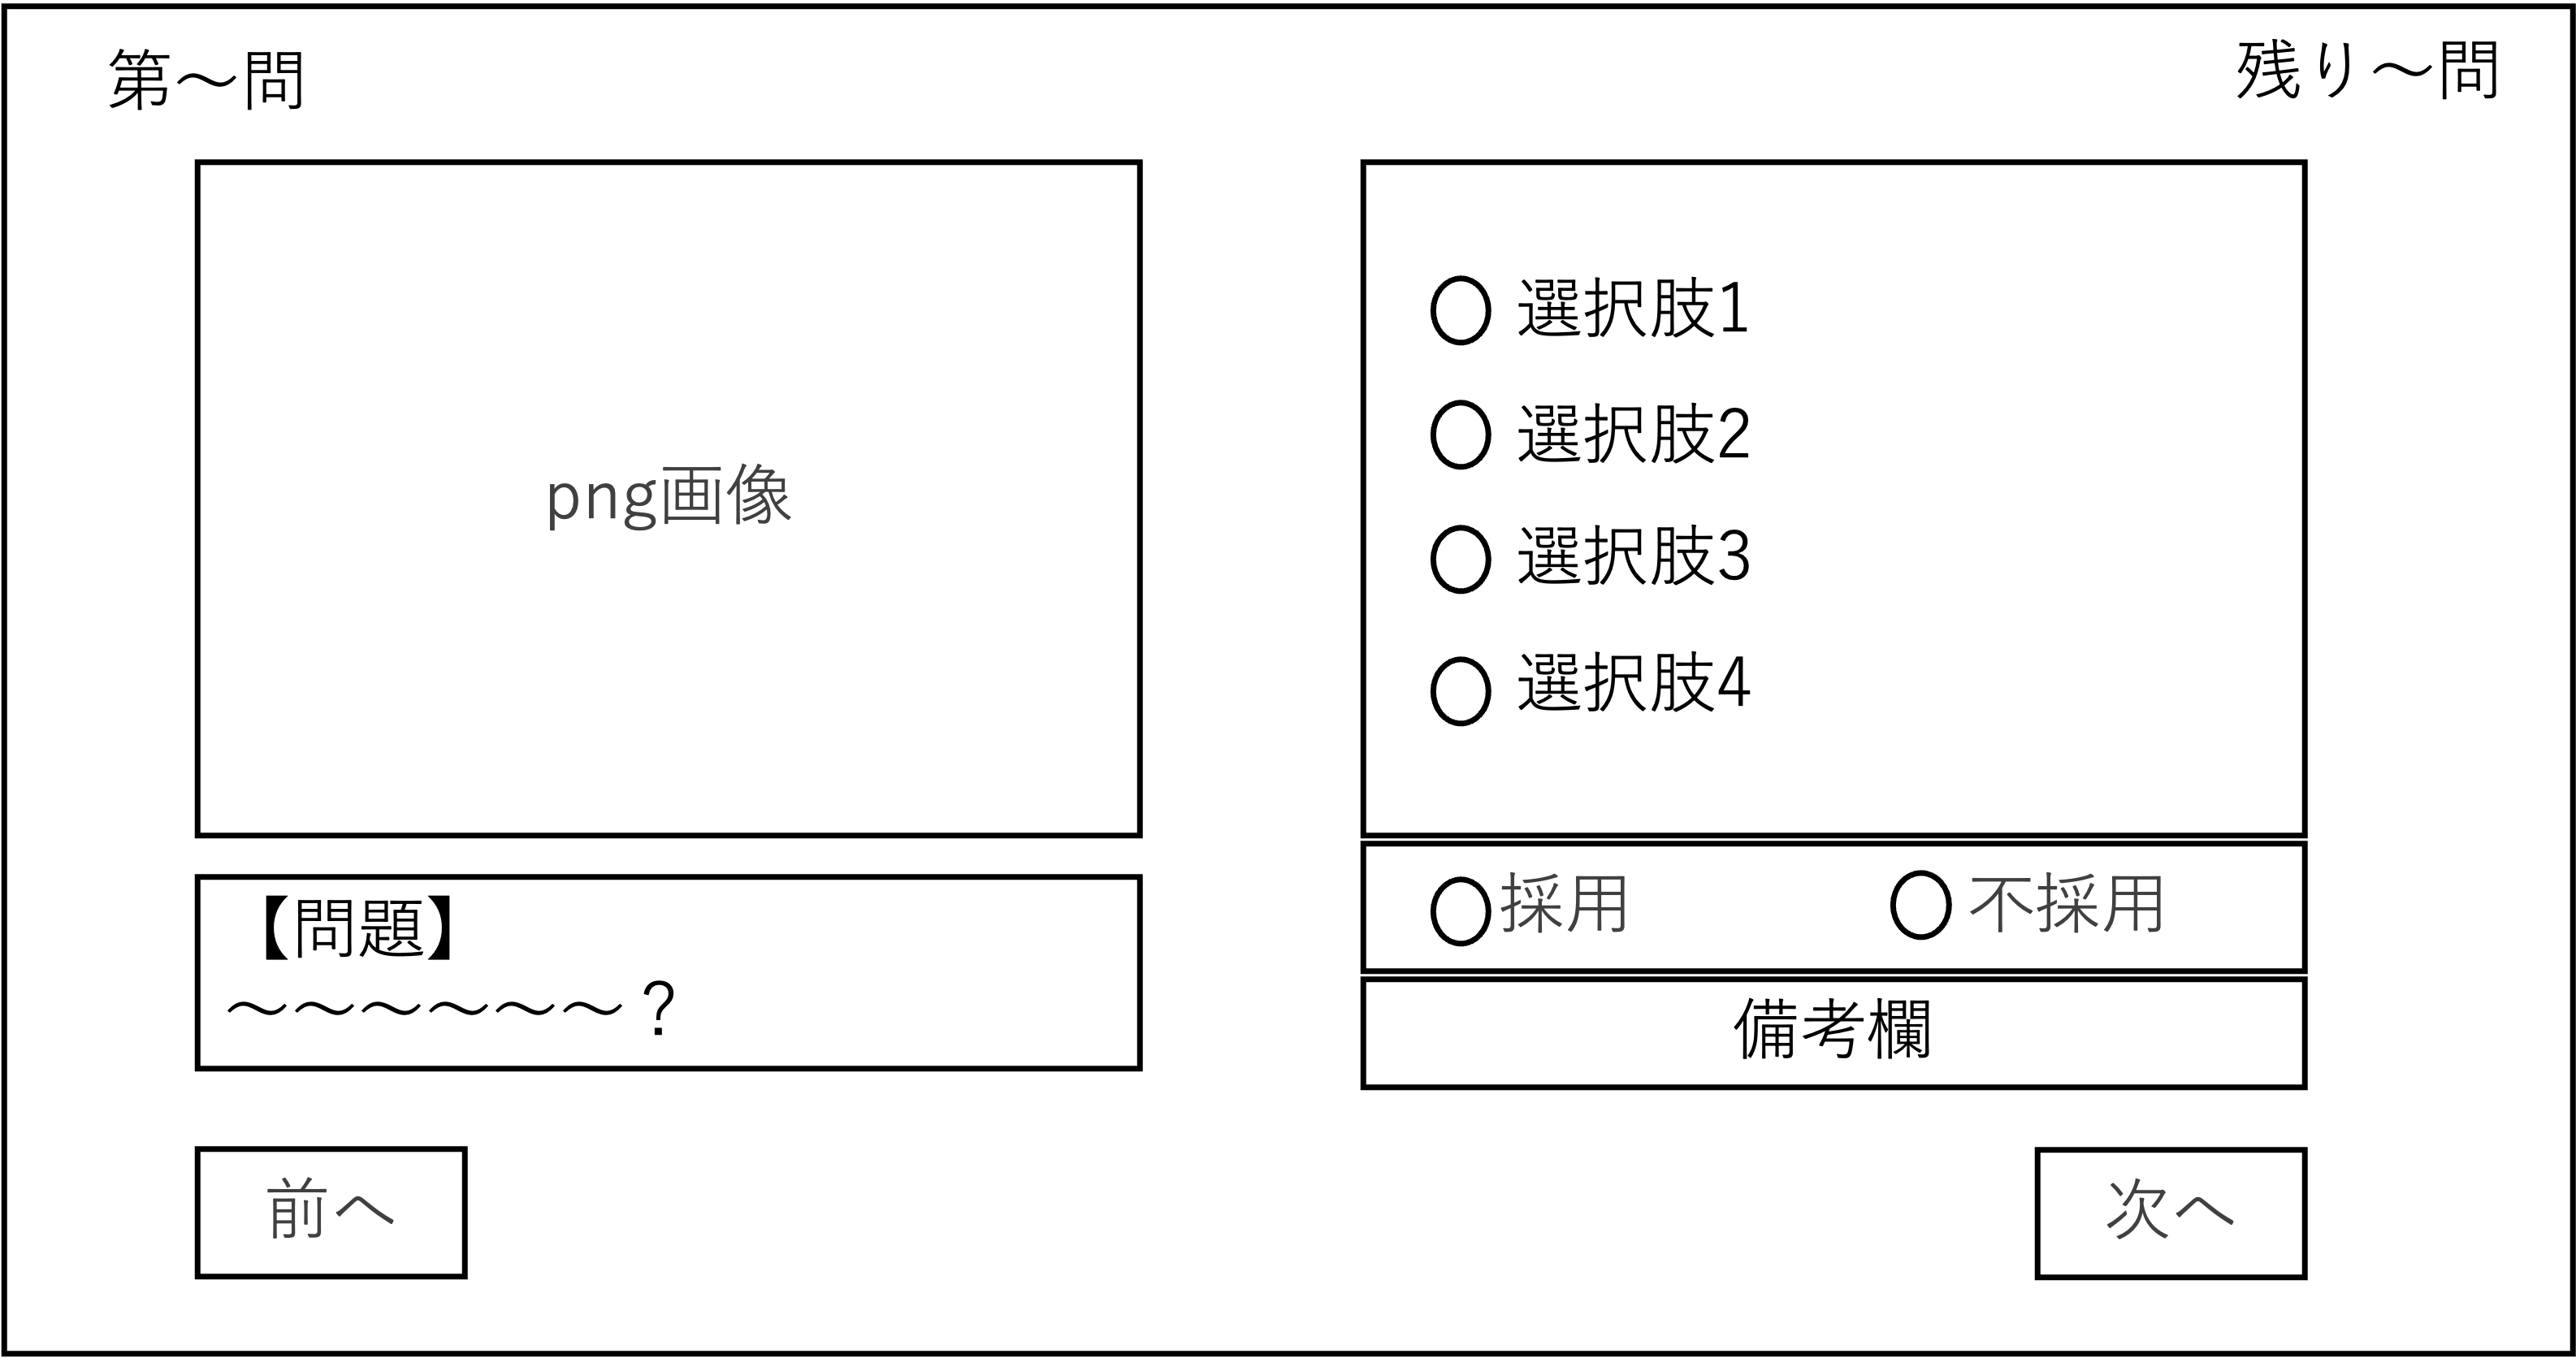 第～問
残り～問
png画像
選択肢1
選択肢2
選択肢3
選択肢4
【問題】
～～～～～～？
採用
不採用
備考欄
前へ
次へ